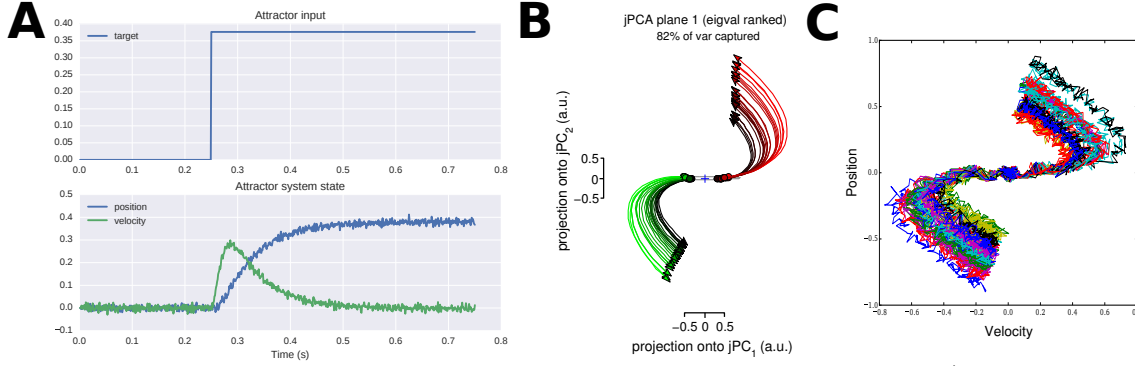 A
Attractor input
0.40
0.35
0.30
0.25
0.20
0.15
0.10
0.05
0.00
target
0.0 0.1 0.2 0.3 0.4 0.5 0.6 0.7 0.8
Attractor system state
0.5
0.4
0.3
0.2
0.1
0.0
−0.1
position
velocity
0.0 0.1 0.2 0.3 0.4 0.5 0.6 0.7 0.8
Time (s)
B
jPCA plane 1 (eigval ranked)
82% of var captured
projection onto jPC2 (a.u.)
0.5
0
−0.5
−0.5 0 0.5
projection onto jPC1 (a.u.)
C
Position
1.0
0.5
0.0
−0.5
−1.0
−0.8 −0.6 −0.4 −0.2 0.0 0.2 0.4 0.6 0.8
Velocity